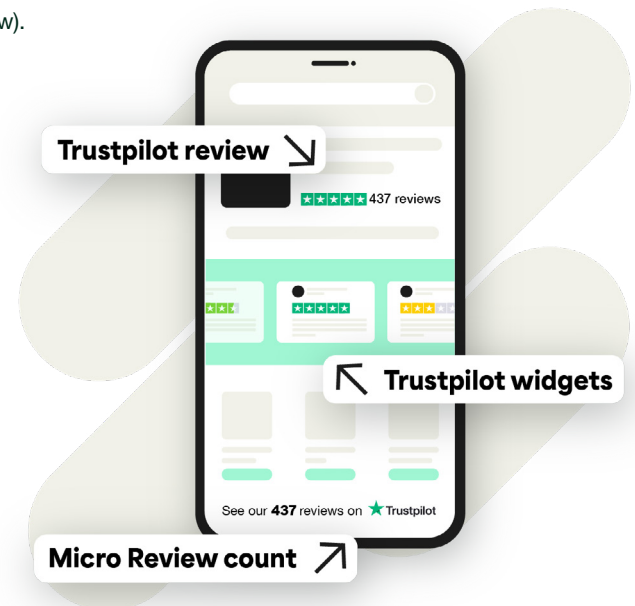 w).
Trustpilot review
437 reviews
Trustpilot widgets
See our 437 reviews on Trustpilot
Micro Review count